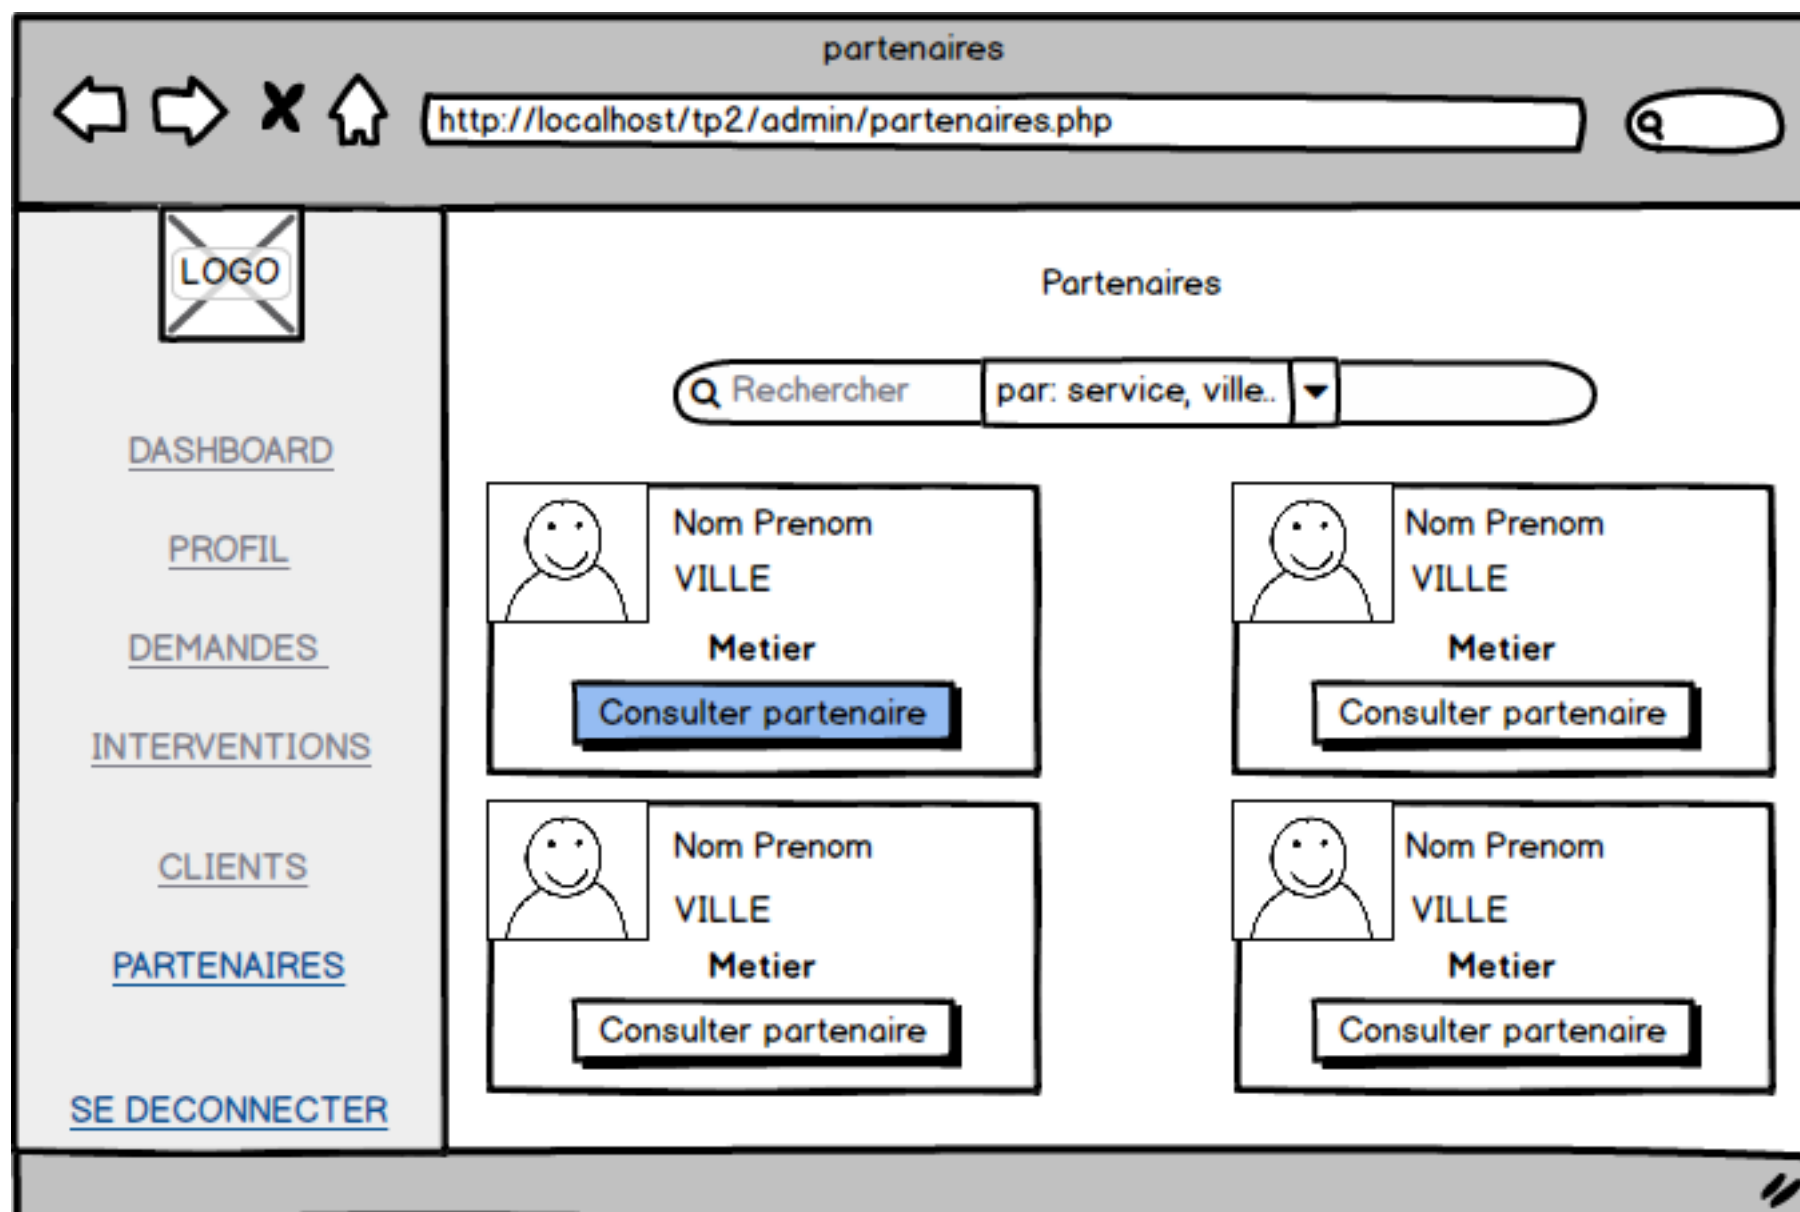 partenaires
http://localhost/tp2/admin/partenaires.php
LOGO
DASHBOARD
PROFIL
DEMANDES
INTERVENTIONS
CLIENTS
PARTENAIRES
SE DECONNECTER
Partenaires
Rechercher par: service, ville..
Nom Prenom
VILLE
Metier
Consulter partenaire
Nom Prenom
VILLE
Metier
Consulter partenaire
Nom Prenom
VILLE
Metier
Consulter partenaire
Nom Prenom
VILLE
Metier
Consulter partenaire